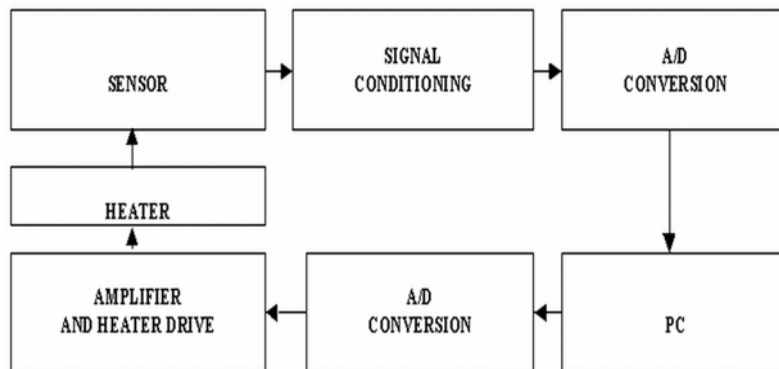 SENSOR
SIGNAL
CONDITIONING
A/D
CONVERSION
HEATER
AMPLIFIER
AND HEATER DRIVE
A/D
CONVERSION
PC